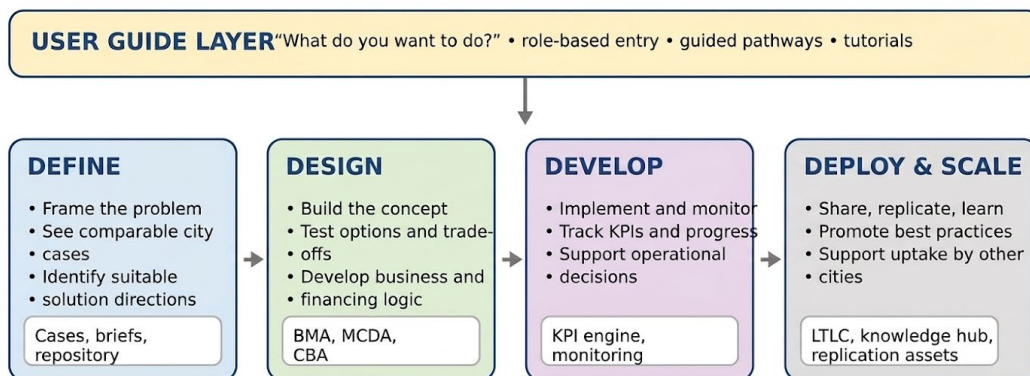 USER GUIDE LAYER “What do you want to do?” • role-based entry • guided pathways • tutorials
DEFINE
• Frame the problem
• See comparable city
• cases
• Identify suitable
• solution directions
Cases, briefs,
repository
DESIGN
• Build the concept
• Test options and trade-
• offs
• Develop business and
• financing logic
BMA, MCDA,
CBA
DEVELOP
• Implement and monitor
• Track KPIs and progress
• Support operational
• decisions
KPI engine,
monitoring
DEPLOY & SCALE
• Share, replicate, learn
• Promote best practices
• Support uptake by other
• cities
LTLC, knowledge hub,
replication assets